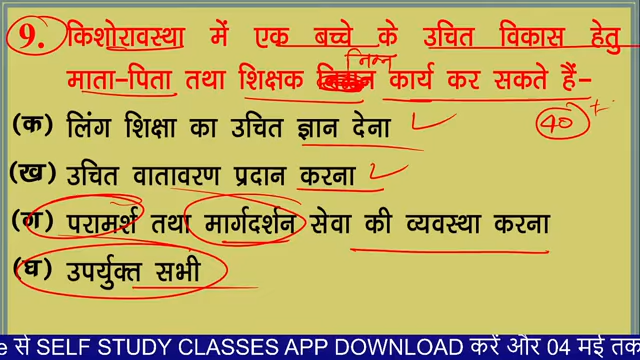 9. किशोरावस्था में एक बच्चे के उचित विकास हेतु
माता-पिता तथा शिक्षक निम्न कार्य कर सकते हैं-
40+
(क) लिंग शिक्षा का उचित ज्ञान देना
(ख) उचित वातावरण प्रदान करना
(ग) परामर्श तथा मार्गदर्शन सेवा की व्यवस्था करना
(घ) उपर्युक्त सभी
e से SELF STUDY CLASSES APP DOWNLOAD करें और 04 मई तक